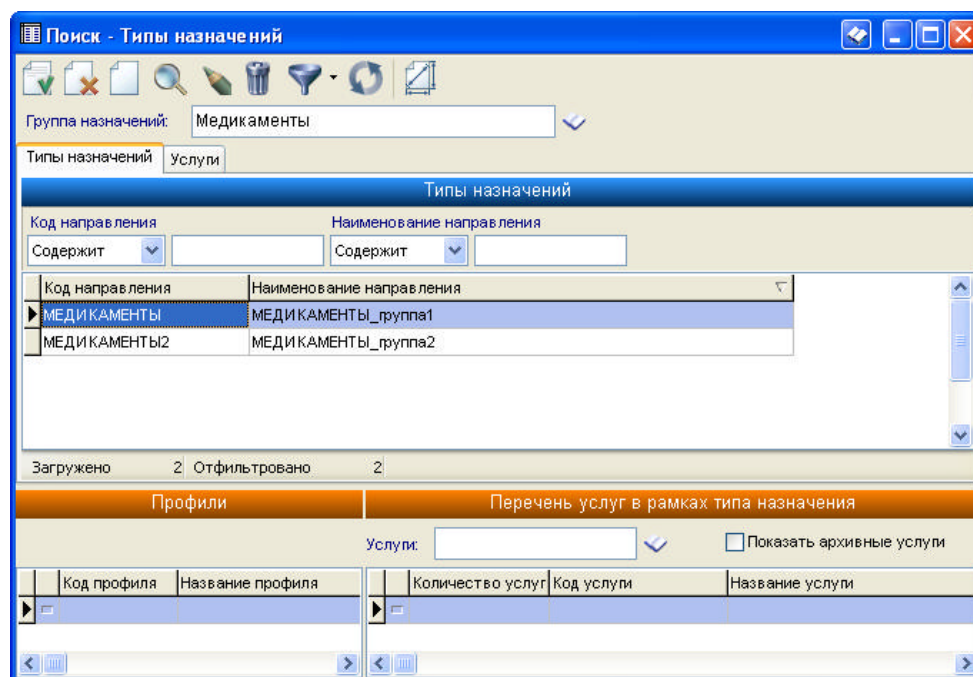 Поиск - Типы назначений
Группа назначений: Медикаменты
Типы назначений Услуги
Типы назначений
Код направления Наименование направления
Содержит Содержит
Код направления Наименование направления
МЕДИКАМЕНТЫ МЕДИКАМЕНТЫ_группа1
МЕДИКАМЕНТЫ2 МЕДИКАМЕНТЫ_группа2
Загружено 2 Отфильтровано 2
Профили Перечень услуг в рамках типа назначения
Услуги: Показать архивные услуги
Код профиля Название профиля Количество услуг Код услуги Название услуги